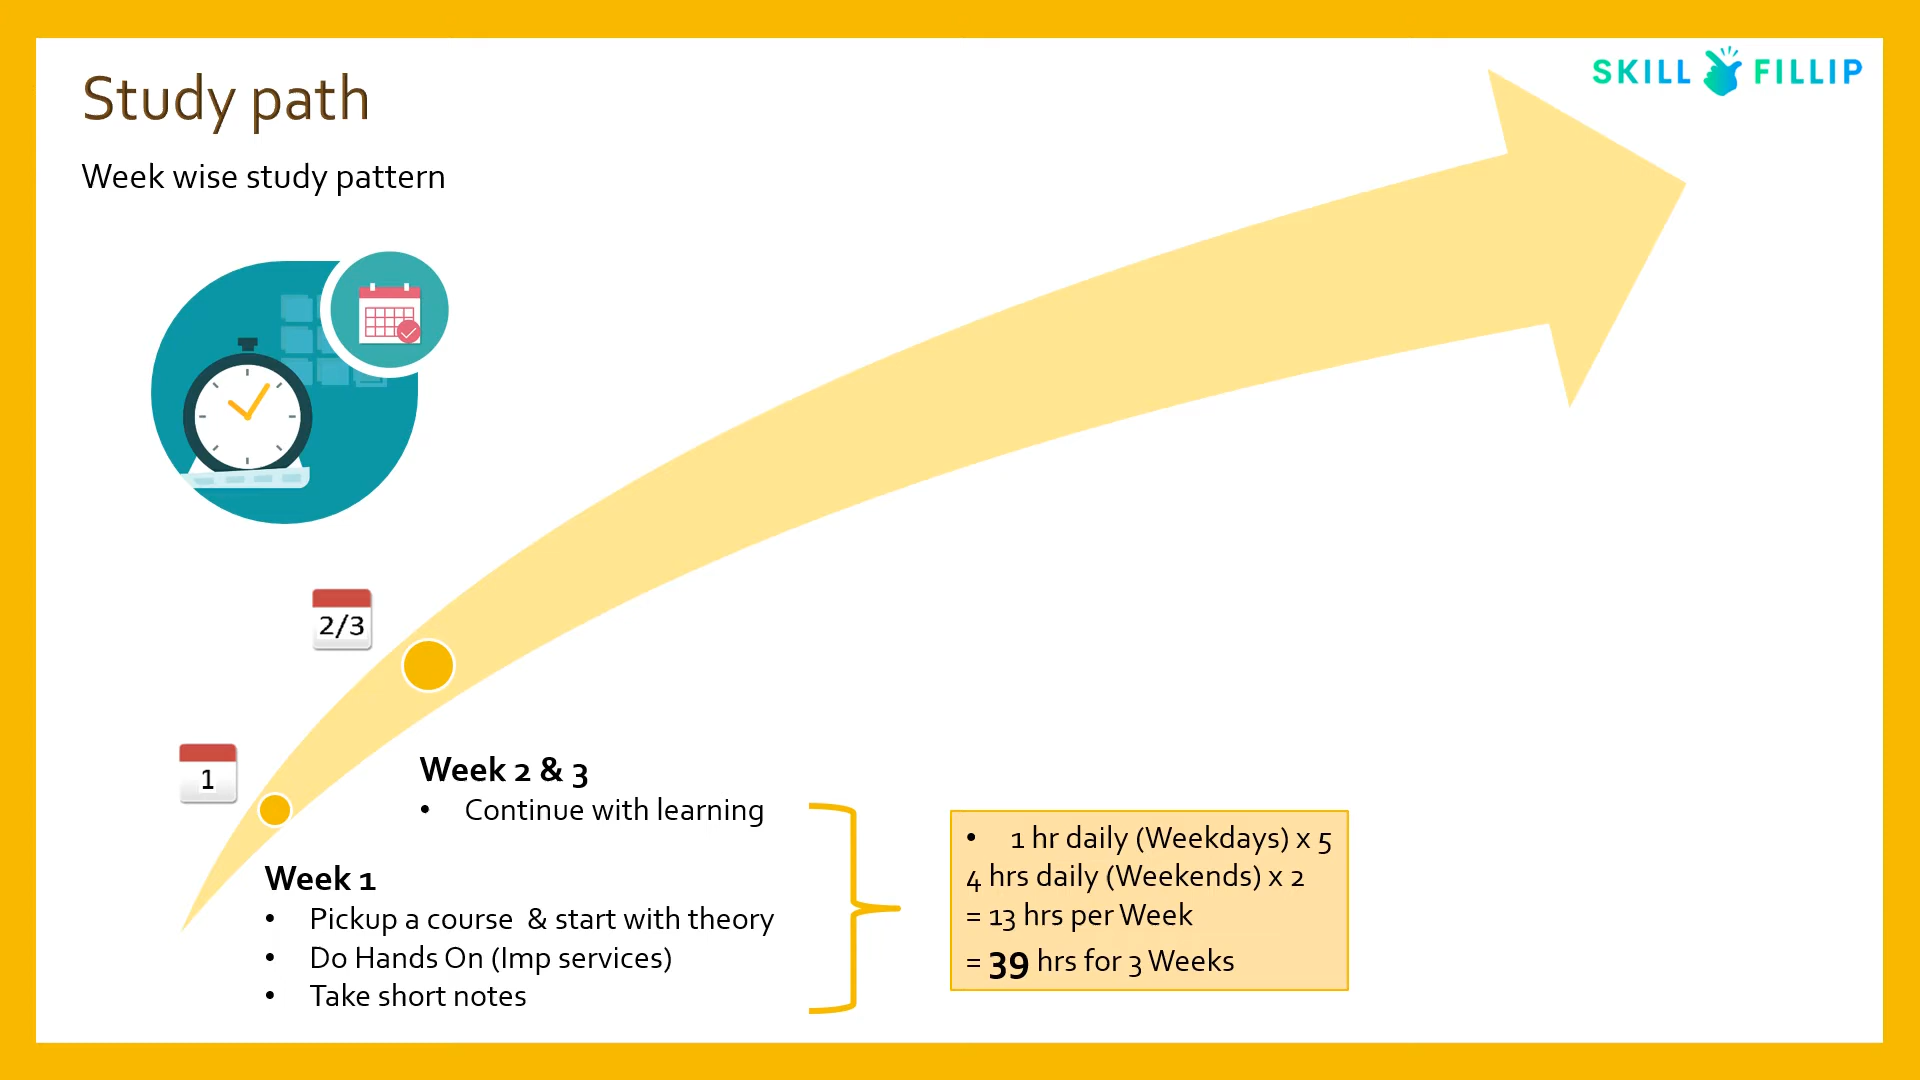 SKILL FILLIP
Study path
Week wise study pattern
2/3
1
Week 2 & 3
• Continue with learning
Week 1
• Pickup a course & start with theory
• Do Hands On (Imp services)
• Take short notes
• 1 hr daily (Weekdays) x 5
4 hrs daily (Weekends) x 2
= 13 hrs per Week
= 39 hrs for 3 Weeks